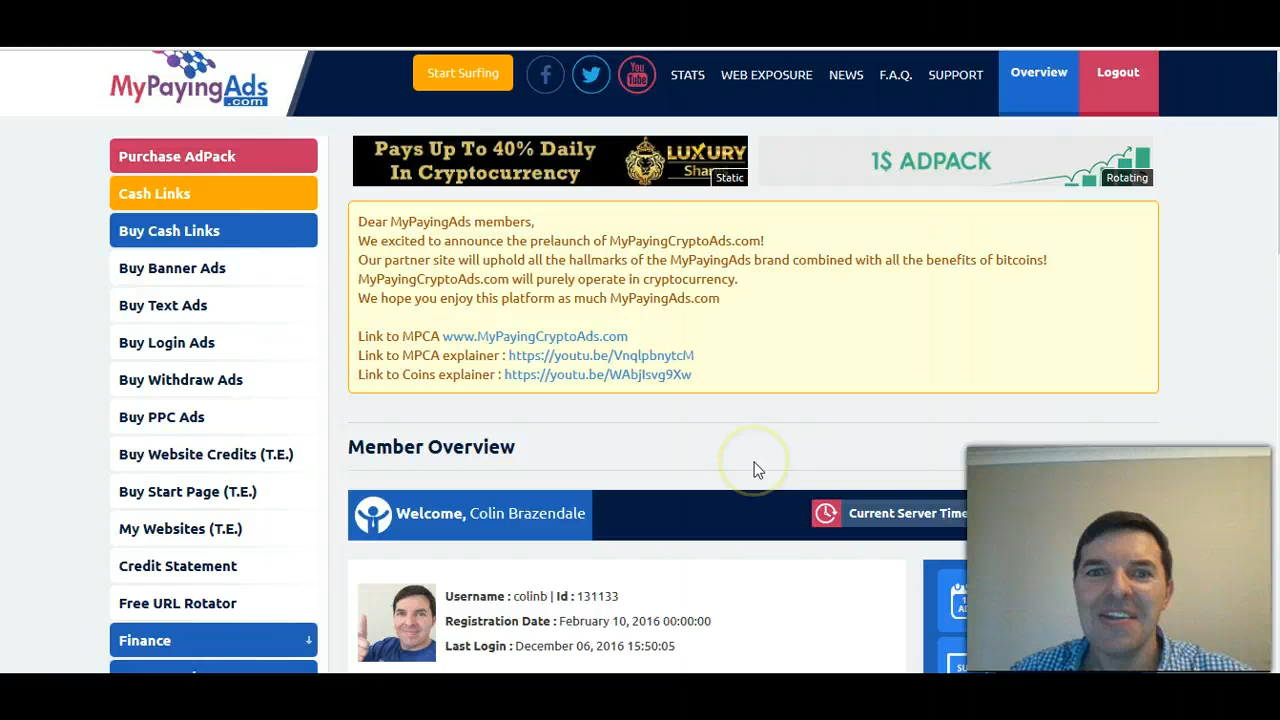 MyPayingAds
.com
Start Surfing
You
Tube
STATS
WEB EXPOSURE
NEWS
F.A.Q.
SUPPORT
Overview
Logout
Purchase AdPack
Cash Links
Buy Cash Links
Buy Banner Ads
Buy Text Ads
Buy Login Ads
Buy Withdraw Ads
Buy PPC Ads
Buy Website Credits (T.E.)
Buy Start Page (T.E.)
My Websites (T.E.)
Credit Statement
Free URL Rotator
Finance
Pays Up To 40% Daily
In Cryptocurrency
LUXURY
Static
1$ ADPACK
Rotating
Dear MyPayingAds members,
We excited to announce the prelaunch of MyPayingCryptoAds.com!
Our partner site will uphold all the hallmarks of the MyPayingAds brand combined with all the benefits of bitcoins!
MyPayingCryptoAds.com will purely operate in cryptocurrency.
We hope you enjoy this platform as much MyPayingAds.com
Link to MPCA www.MyPayingCryptoAds.com
Link to MPCA explainer : https://youtu.be/VnqlpbnytcM
Link to Coins explainer : https://youtu.be/WAbjIsvg9Xw
Member Overview
Welcome, Colin Brazendale
Current Server Time
Username : colinb | Id : 131133
Registration Date : February 10, 2016 00:00:00
Last Login : December 06, 2016 15:50:05